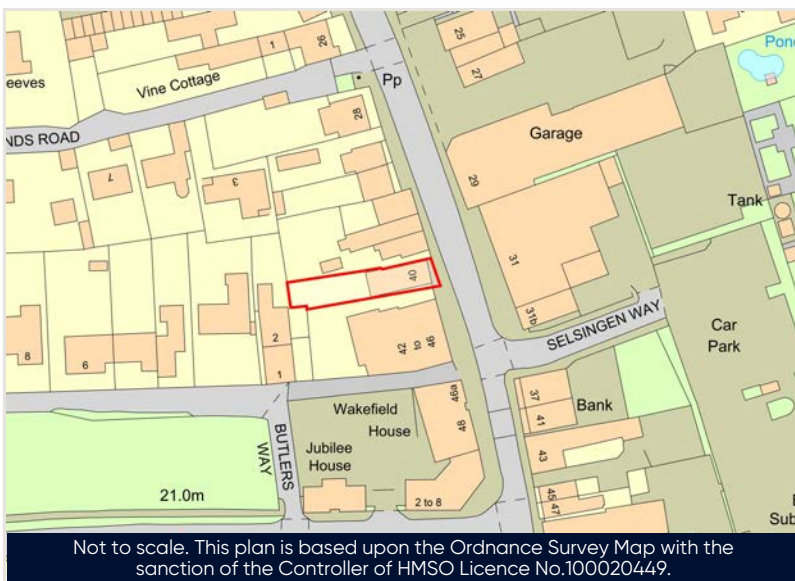 25
27
26
1
Pond
eeves
Vine Cottage
Pp
28
NDS ROAD
Garage
7
3
29
Tank
31
40
31b
SELSINGEN WAY
Car
Park
8
6
2
1
42
to
46
46a
48
Wakefield
House
Jubilee
House
BUTLERS
WAY
37
41
Bank
43
45
47
21.0m
2 to 8
E
Sub
Not to scale. This plan is based upon the Ordnance Survey Map with the
sanction of the Controller of HMSO Licence No.100020449.